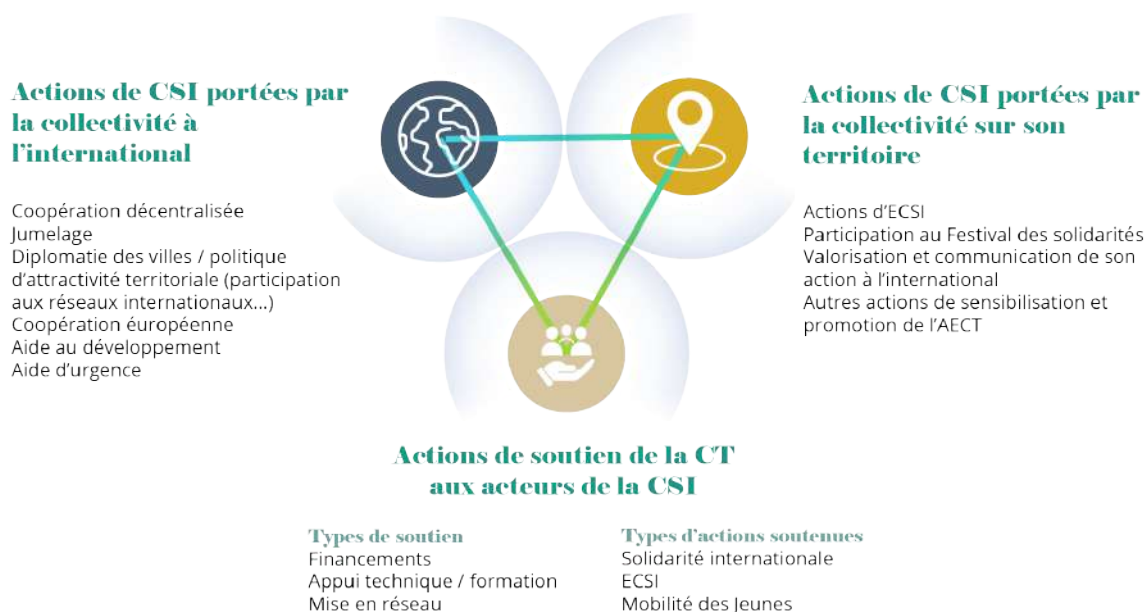 Actions de CSI portées par
la collectivité à
l'international
Coopération décentralisée
Jumelage
Diplomatie des villes / politique
d'attractivité territoriale (participation
aux réseaux internationaux...)
Coopération éuropéenne
Aide au développement
Aide d'urgence
Actions de CSI portées par
la collectivité sur son
territoire
Actions d'ECSI
Participation au Festival des solidarités
Valorisation et communication de son
action à l'international
Autres actions de sensibilisation et
promotion de l'AECT
Actions de soutien de la CT
aux acteurs de la CSI
Types de soutien
Financements
Appui technique / formation
Mise en réseau
Types d'actions soutenues
Solidarité internationale
ECSI
Mobilité des Jeunes